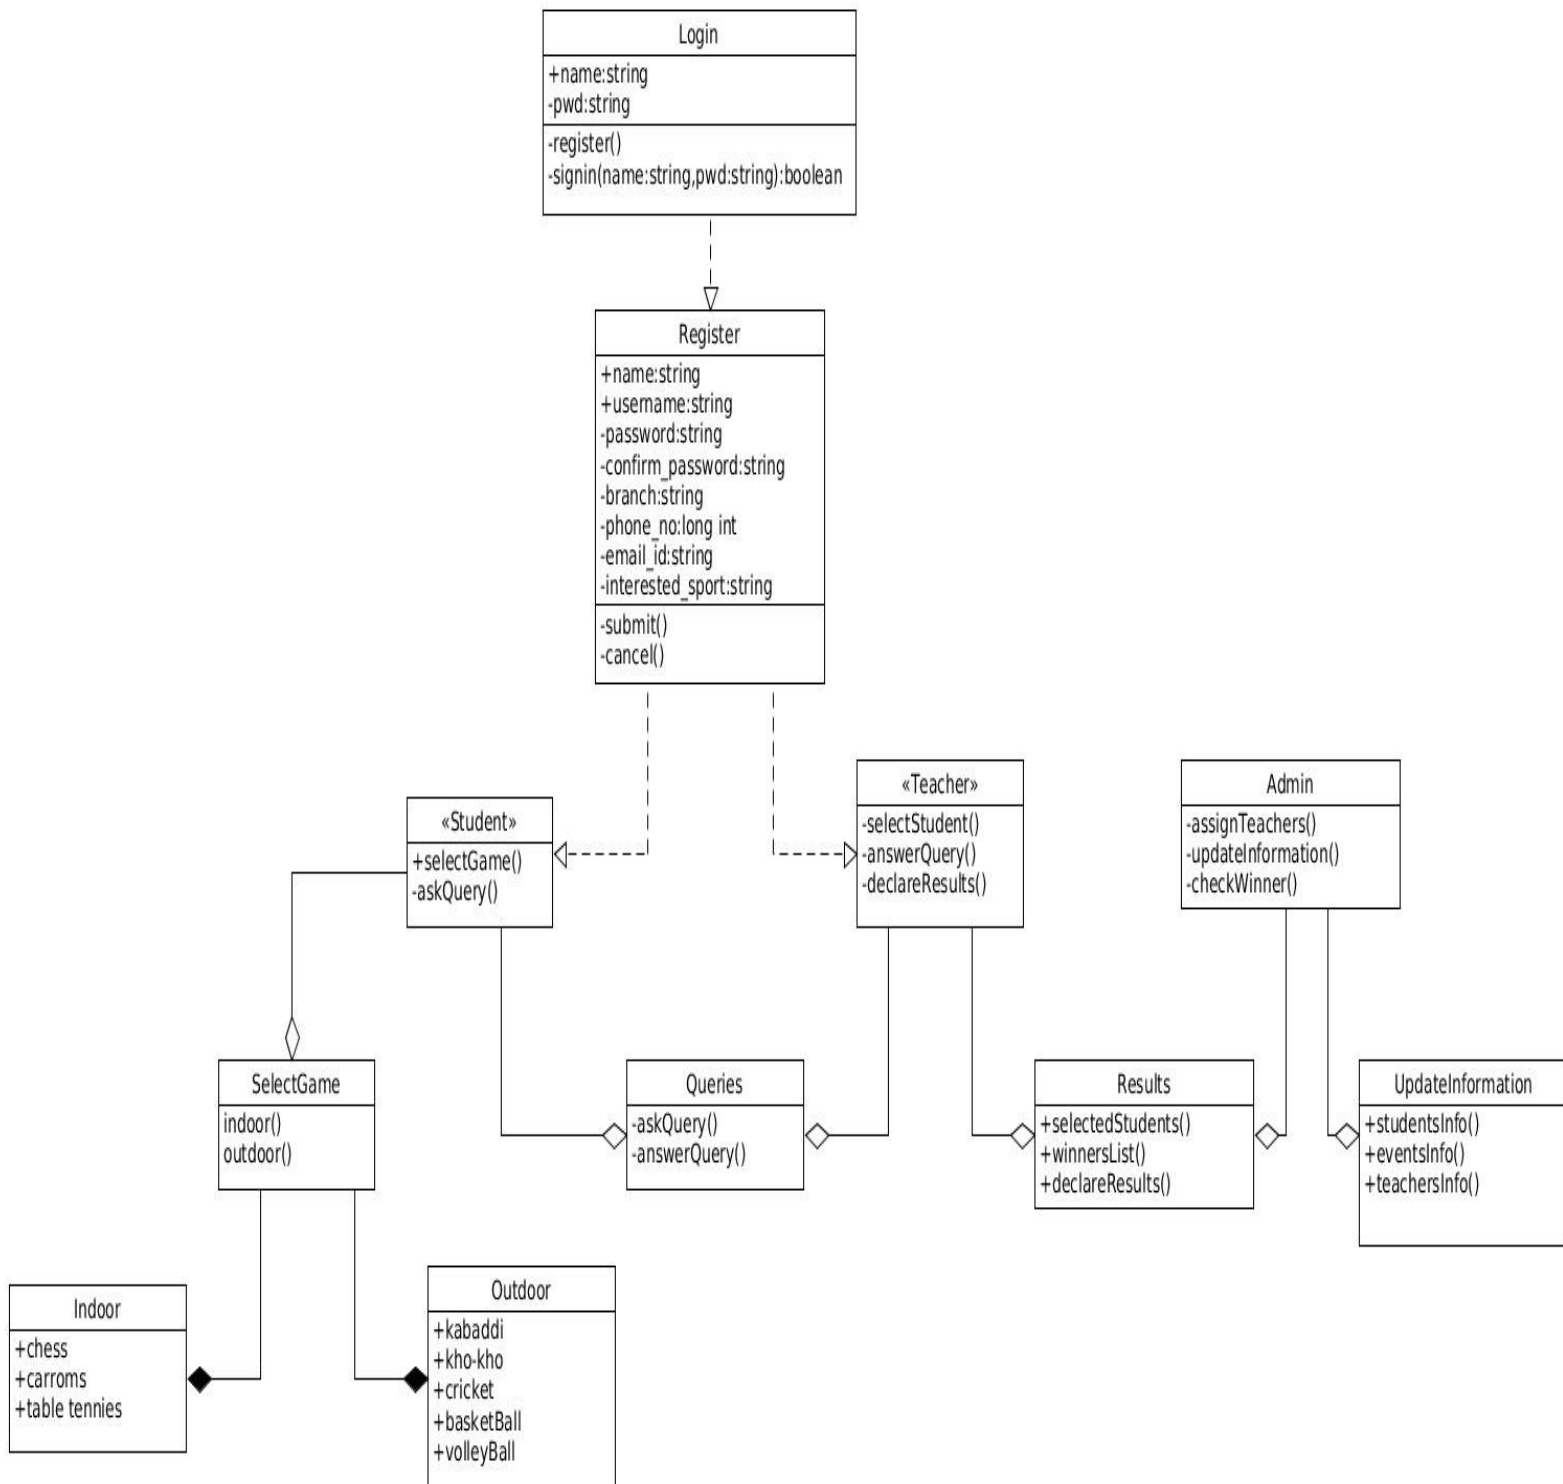 Login
+name:string
-pwd:string
-register()
-signin(name:string,pwd:string):boolean
Register
+name:string
+username:string
-password:string
-confirm_password:string
-branch:string
-phone_no:long int
-email_id:string
-interested_sport:string
-submit()
-cancel()
«Student»
+selectGame()
-askQuery()
«Teacher»
-selectStudent()
-answerQuery()
-declareResults()
Admin
-assignTeachers()
-updateInformation()
-checkWinner()
SelectGame
indoor()
outdoor()
Queries
-askQuery()
-answerQuery()
Results
+selectedStudents()
+winnersList()
+declareResults()
UpdateInformation
+studentsInfo()
+eventsInfo()
+teachersInfo()
Indoor
+chess
+carroms
+table tennies
Outdoor
+kabaddi
+kho-kho
+cricket
+basketBall
+volleyBall